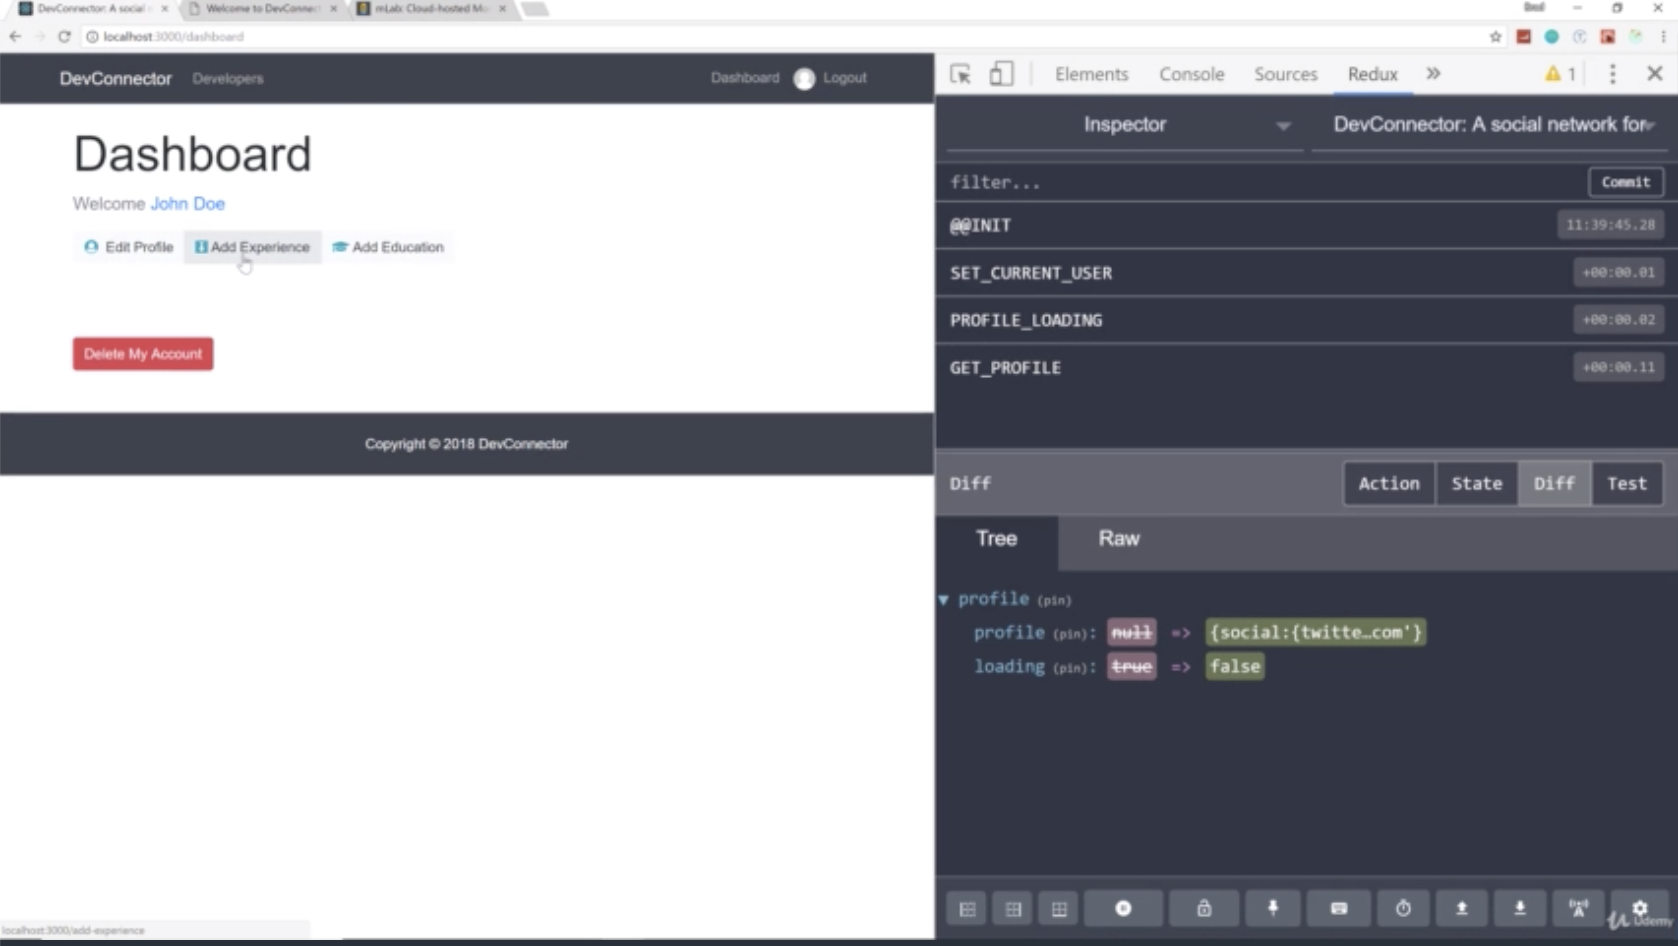 DevConnector: A social n
Welcome to DevConnect
mLab: Cloud-hosted Mo
localhost:3000/dashboard
DevConnector Developers Dashboard Logout
Dashboard
Welcome John Doe
Edit Profile Add Experience Add Education
Delete My Account
Copyright © 2018 DevConnector
localhost:3000/add-experience
Elements Console Sources Redux » 1
Inspector DevConnector: A social network for
filter... Commit
@@INIT 11:39:45.28
SET_CURRENT_USER +00:00.01
PROFILE_LOADING +00:00.02
GET_PROFILE +00:00.11
Diff Action State Diff Test
Tree Raw
profile (pin)
profile (pin): null => {social:{twitte…com'}
loading (pin): true => false
Udemy